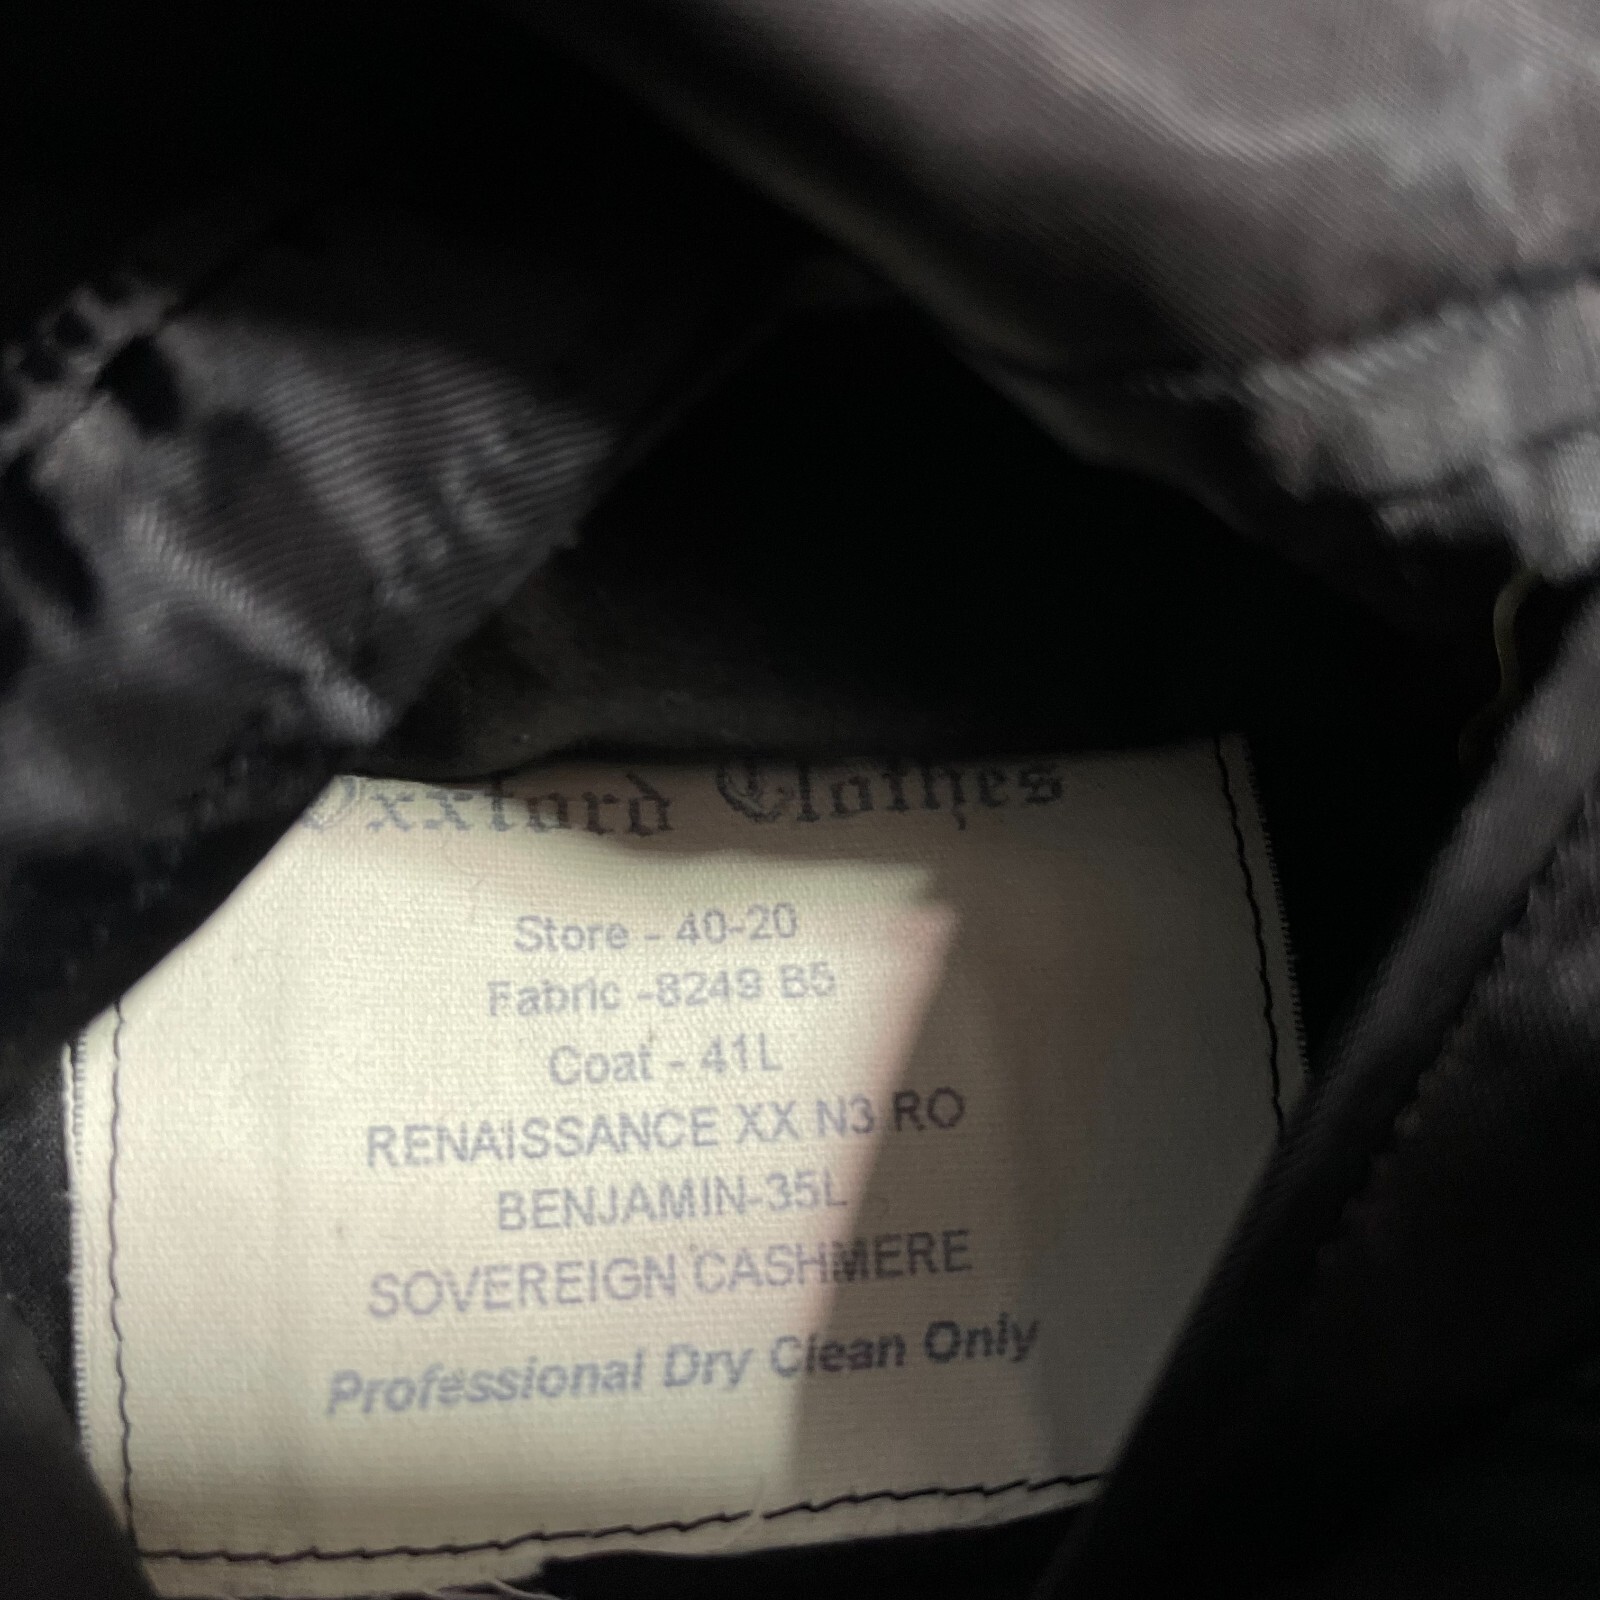 Oxxford Clothes
Store - 40-20
Fabric -8249 B5
Coat - 41L
RENAISSANCE XX N3 RO
BENJAMIN-35L
SOVEREIGN CASHMERE
Professional Dry Clean Only